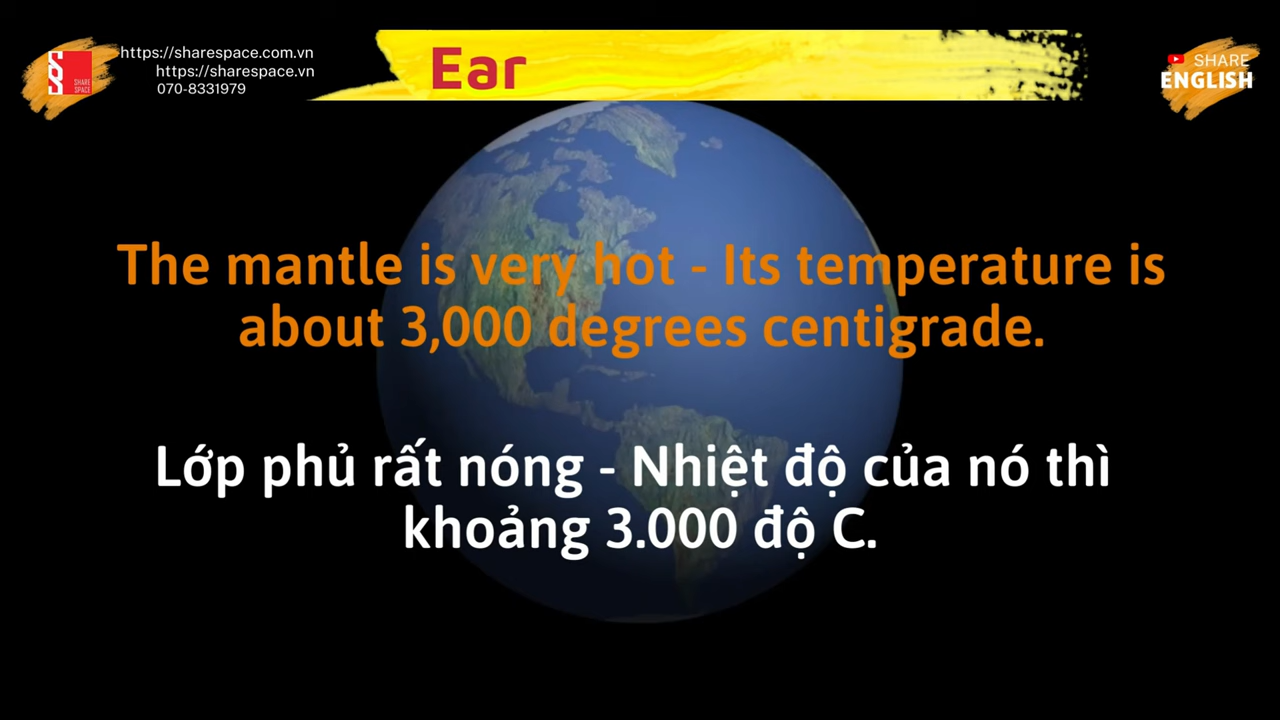 https://sharespace.com.vn
https://sharespace.vn
070-8331979
SHARE
SPACE
Ear
SHARE
ENGLISH
The mantle is very hot - Its temperature is
about 3,000 degrees centigrade.
Lớp phủ rất nóng - Nhiệt độ của nó thì
khoảng 3.000 độ C.